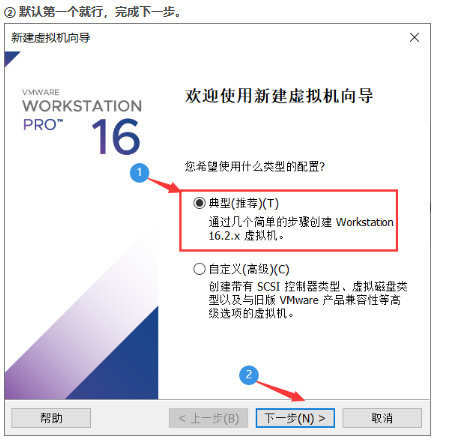 ② 默认第一个就行，完成下一步。
新建虚拟机向导
VMWARE
WORKSTATION
PRO™ 16
欢迎使用新建虚拟机向导
您希望使用什么类型的配置?
1
典型(推荐)(T)
通过几个简单的步骤创建 Workstation
16.2.x 虚拟机。
自定义(高级)(C)
创建带有 SCSI 控制器类型、虚拟磁盘类
型以及与旧版 VMware 产品兼容性等高
级选项的虚拟机。
2
帮助 < 上一步(B) 下一步(N) > 取消